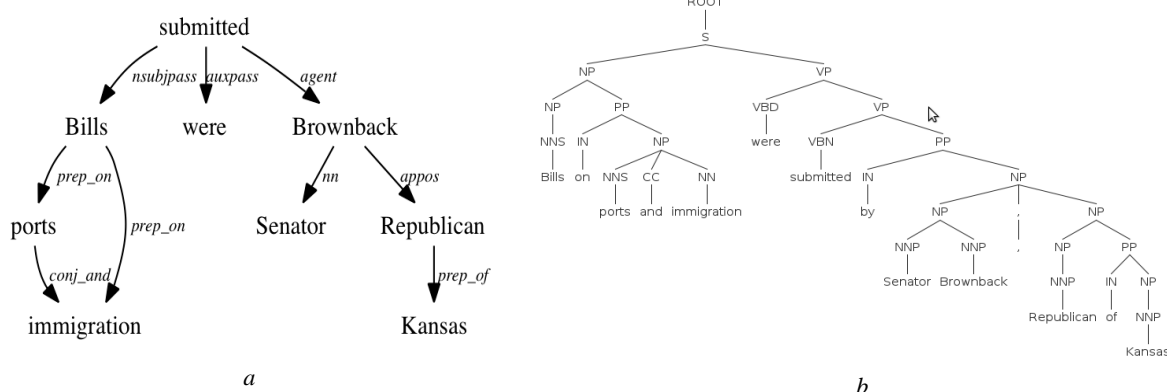 submitted
nsubjpass auxpass agent
Bills were Brownback
prep_on nn appos
ports Senator Republican
prep_on
conj_and prep_of
immigration Kansas
a
ROOT
S
NP VP
NP PP VBD VP
NNS IN NP were VBN PP
Bills on NNS CC NN submitted IN NP
ports and immigration by NP , NP
NNP NNP , NP PP
Senator Brownback NNP IN NP
Republican of NNP
Kansas
b